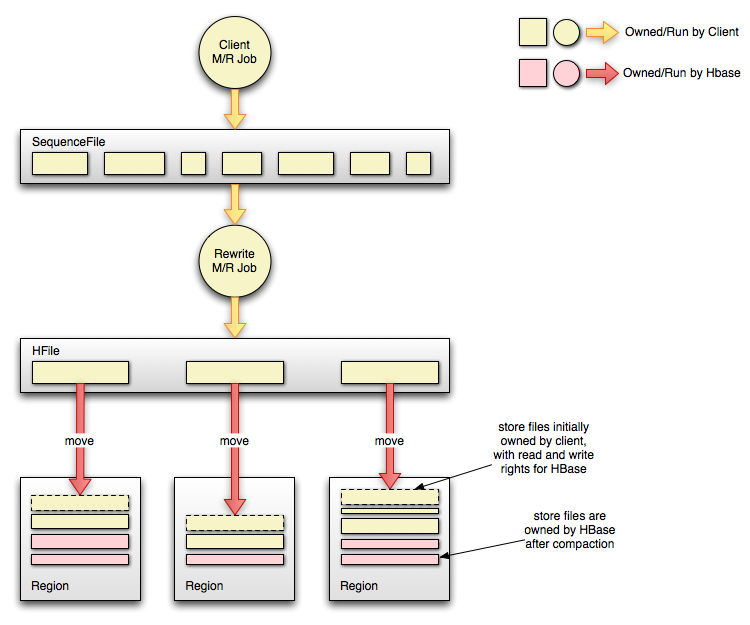 Client
M/R Job
Owned/Run by Client
Owned/Run by Hbase
SequenceFile
Rewrite
M/R Job
HFile
move
move
move
store files initially
owned by client,
with read and write
rights for HBase
store files are
owned by HBase
after compaction
Region
Region
Region